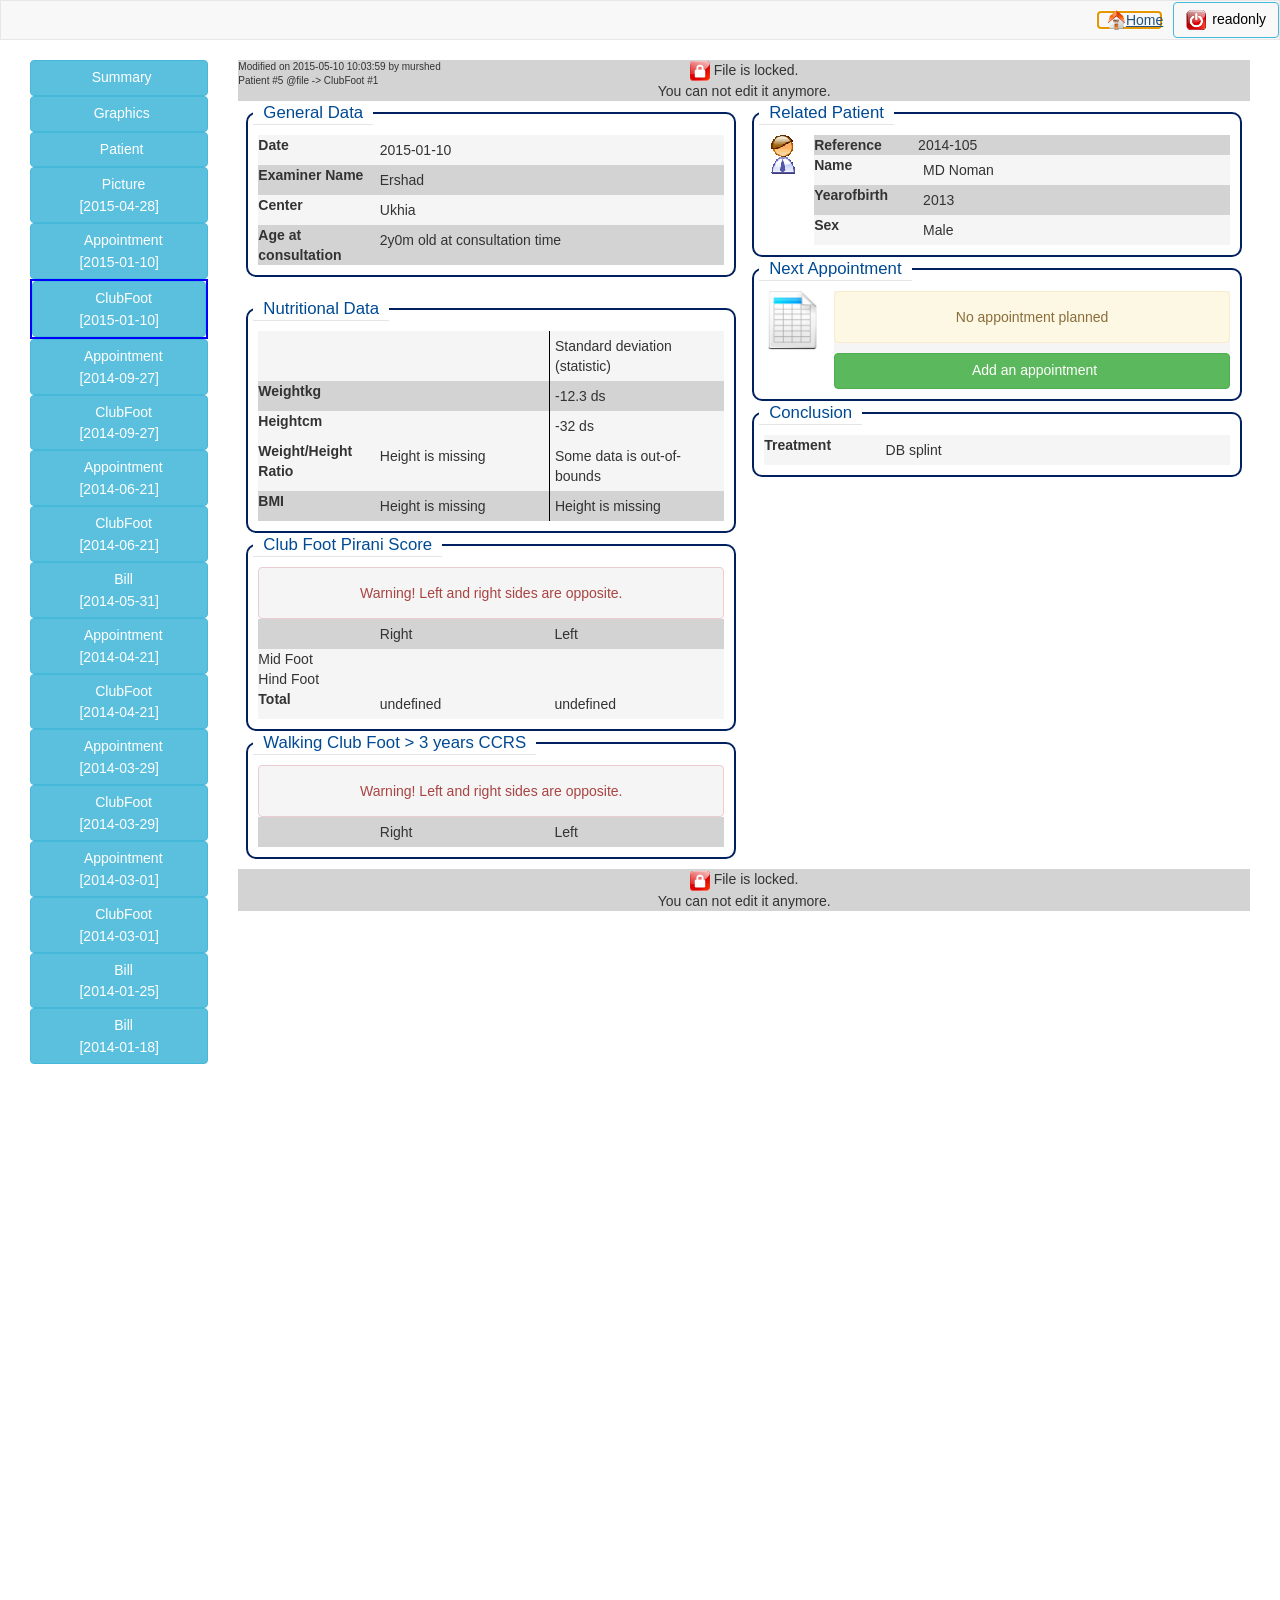 Home
readonly
Summary
Graphics
Patient
Picture
[2015-04-28]
Appointment
[2015-01-10]
ClubFoot
[2015-01-10]
Appointment
[2014-09-27]
ClubFoot
[2014-09-27]
Appointment
[2014-06-21]
ClubFoot
[2014-06-21]
Bill
[2014-05-31]
Appointment
[2014-04-21]
ClubFoot
[2014-04-21]
Appointment
[2014-03-29]
ClubFoot
[2014-03-29]
Appointment
[2014-03-01]
ClubFoot
[2014-03-01]
Bill
[2014-01-25]
Bill
[2014-01-18]
Modified on 2015-05-10 10:03:59 by murshed
Patient #5 @file -> ClubFoot #1
File is locked.
You can not edit it anymore.
General Data
Date 2015-01-10
Examiner Name Ershad
Center Ukhia
Age at 2y0m old at consultation time
consultation
Nutritional Data
Standard deviation
(statistic)
Weightkg -12.3 ds
Heightcm -32 ds
Weight/Height Height is missing Some data is out-of-
Ratio bounds
BMI Height is missing Height is missing
Club Foot Pirani Score
Warning! Left and right sides are opposite.
Right Left
Mid Foot
Hind Foot
Total undefined undefined
Walking Club Foot > 3 years CCRS
Warning! Left and right sides are opposite.
Right Left
Related Patient
Reference 2014-105
Name MD Noman
Yearofbirth 2013
Sex Male
Next Appointment
No appointment planned
Add an appointment
Conclusion
Treatment DB splint
File is locked.
You can not edit it anymore.